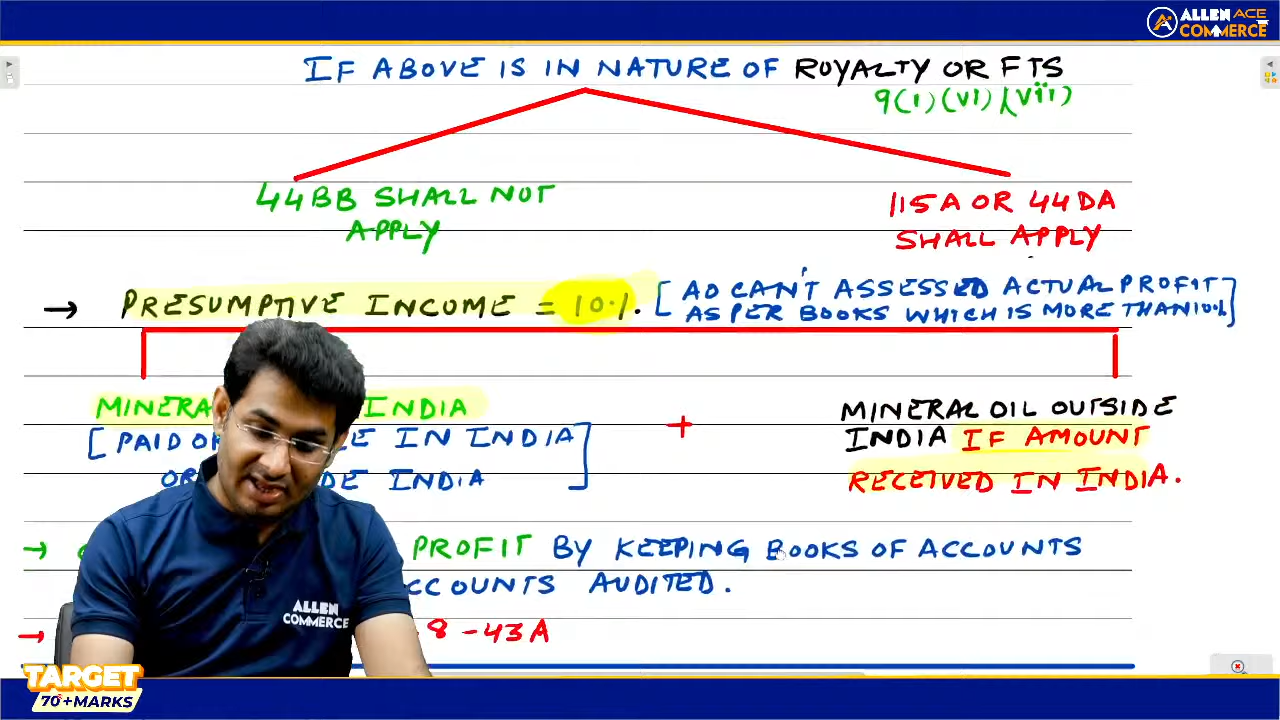 ALLEN ACE
COMMERCE
IF ABOVE IS IN NATURE OF ROYALTY OR FTS
9(1)(vi)(vii)
44BB SHALL NOT
APPLY
115A OR 44DA
SHALL APPLY
→ PRESUMPTIVE INCOME = 10%. [AO CAN'T ASSESSED ACTUAL PROFIT
AS PER BOOKS WHICH IS MORE THAN 10%]
INDIA
[PAID IN INDIA
OR INDIA]
+
MINERAL OIL OUTSIDE
INDIA IF AMOUNT
RECEIVED IN INDIA.
→ PROFIT BY KEEPING BOOKS OF ACCOUNTS
AUDITED.
→ 8-43A
ALLEN
COMMERCE
TARGET
70+MARKS